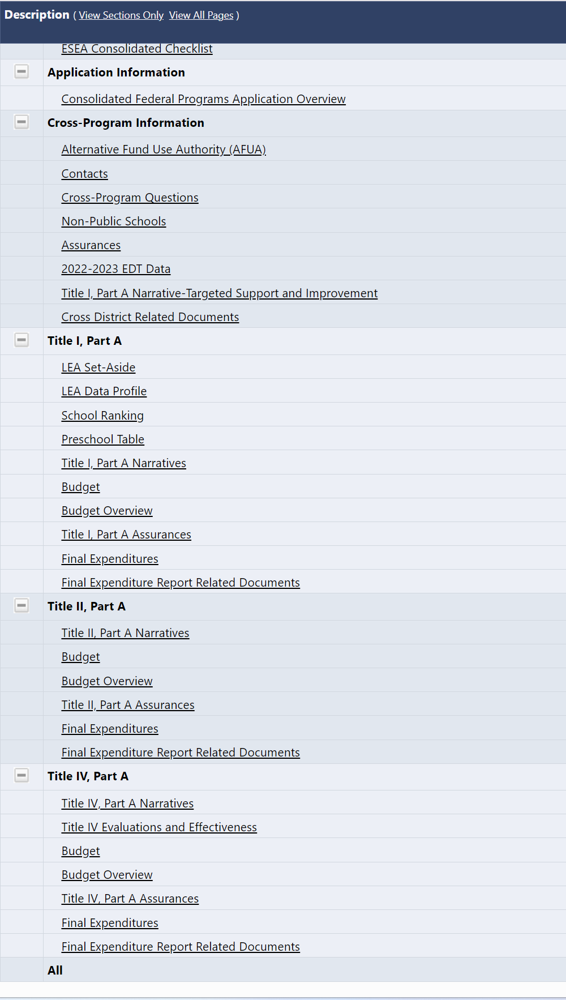 Description ( View Sections Only View All Pages )
ESEA Consolidated Checklist
Application Information
Consolidated Federal Programs Application Overview
Cross-Program Information
Alternative Fund Use Authority (AFUA)
Contacts
Cross-Program Questions
Non-Public Schools
Assurances
2022-2023 EDT Data
Title I, Part A Narrative-Targeted Support and Improvement
Cross District Related Documents
Title I, Part A
LEA Set-Aside
LEA Data Profile
School Ranking
Preschool Table
Title I, Part A Narratives
Budget
Budget Overview
Title I, Part A Assurances
Final Expenditures
Final Expenditure Report Related Documents
Title II, Part A
Title II, Part A Narratives
Budget
Budget Overview
Title II, Part A Assurances
Final Expenditures
Final Expenditure Report Related Documents
Title IV, Part A
Title IV, Part A Narratives
Title IV Evaluations and Effectiveness
Budget
Budget Overview
Title IV, Part A Assurances
Final Expenditures
Final Expenditure Report Related Documents
All